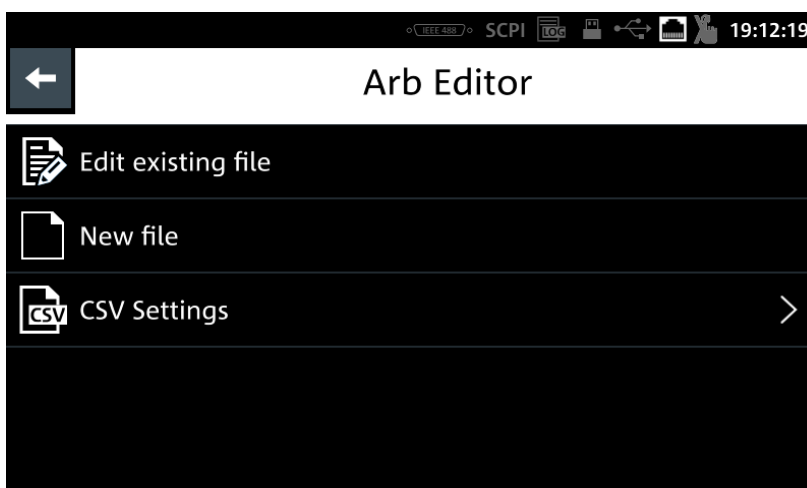 IEEE 488 SCPI LOG 19:12:19
Arb Editor
Edit existing file
New file
CSV CSV Settings